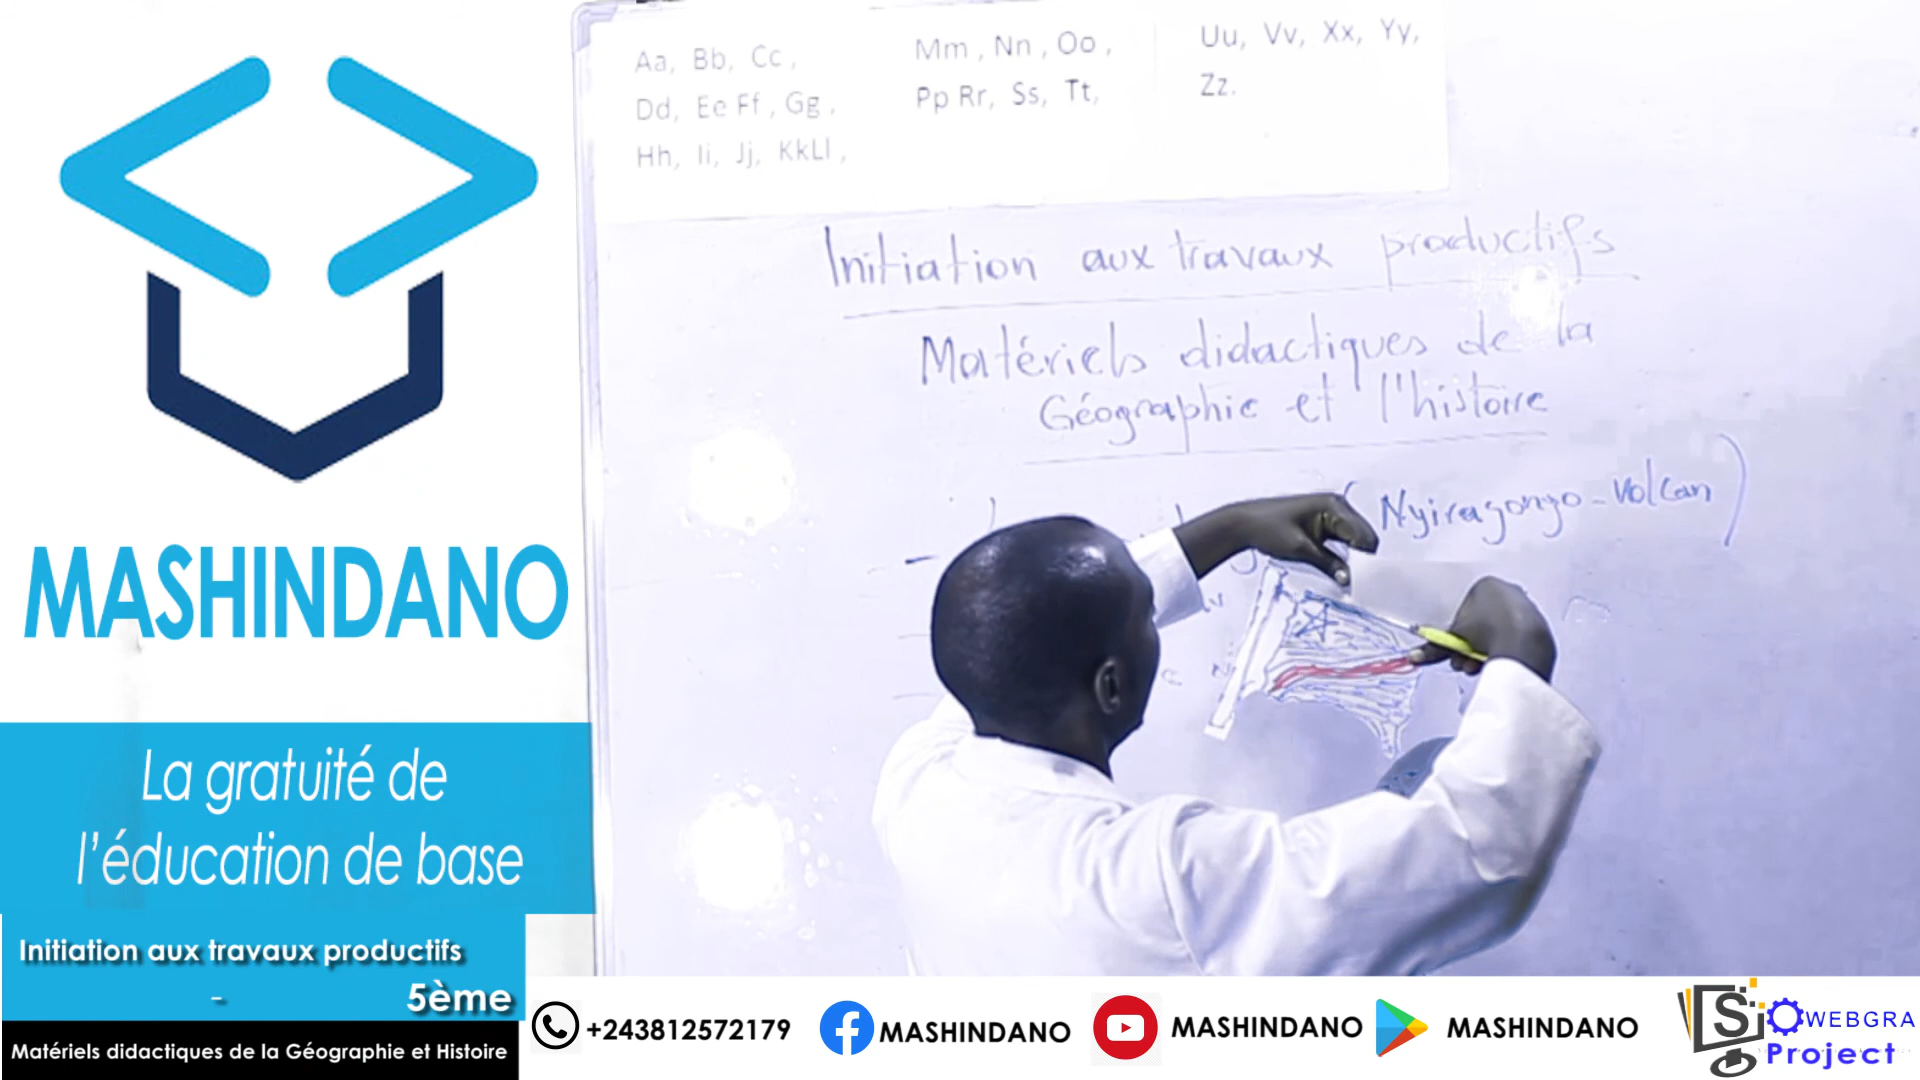 Aa, Bb, Cc,
Dd, Ee Ff, Gg,
Hh, Ii, Jj, KkLl,
Mm, Nn, Oo,
Pp Rr, Ss, Tt,
Uu, Vv, Xx, Yy,
Zz.
Initiation aux travaux productifs
Matériels didactiques de la
Géographie et l'histoire
(Nyiragongo - Volcan)
MASHINDANO
La gratuité de
l'éducation de base
Initiation aux travaux productifs
-
5ème
Matériels didactiques de la Géographie et Histoire
+243812572179
MASHINDANO
MASHINDANO
MASHINDANO
SiOWEBGRA
Project